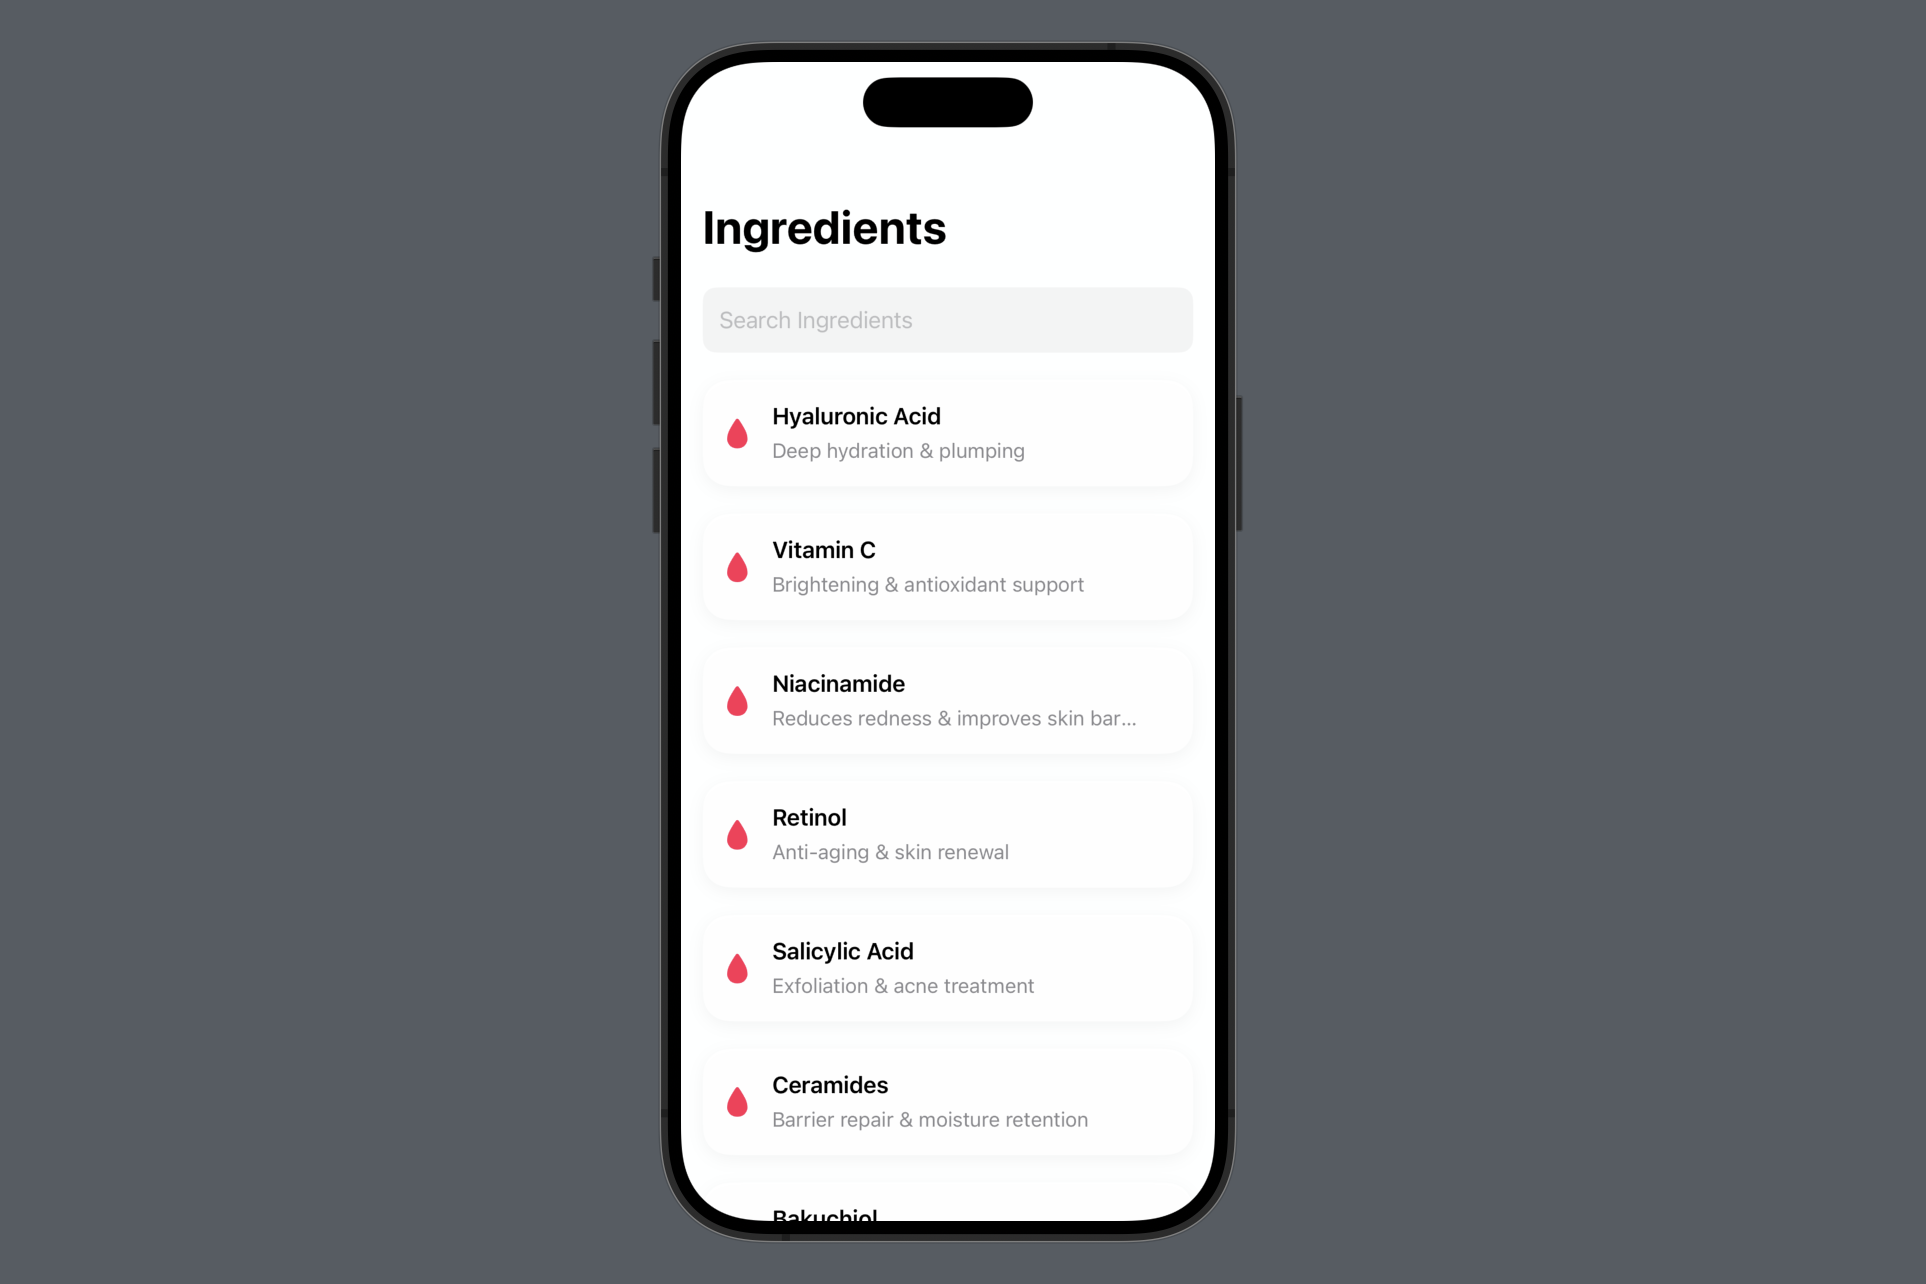 Ingredients
Search Ingredients
Hyaluronic Acid
Deep hydration & plumping
Vitamin C
Brightening & antioxidant support
Niacinamide
Reduces redness & improves skin bar...
Retinol
Anti-aging & skin renewal
Salicylic Acid
Exfoliation & acne treatment
Ceramides
Barrier repair & moisture retention
Bakuchiol